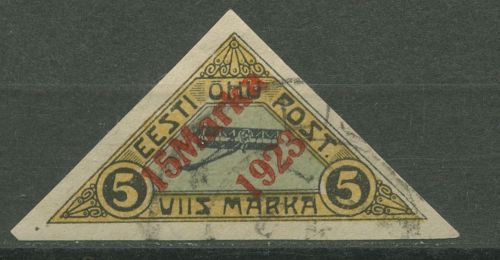 EESTI ÕHU POST.
15 Marka
1923
5 VIIS MARKA 5